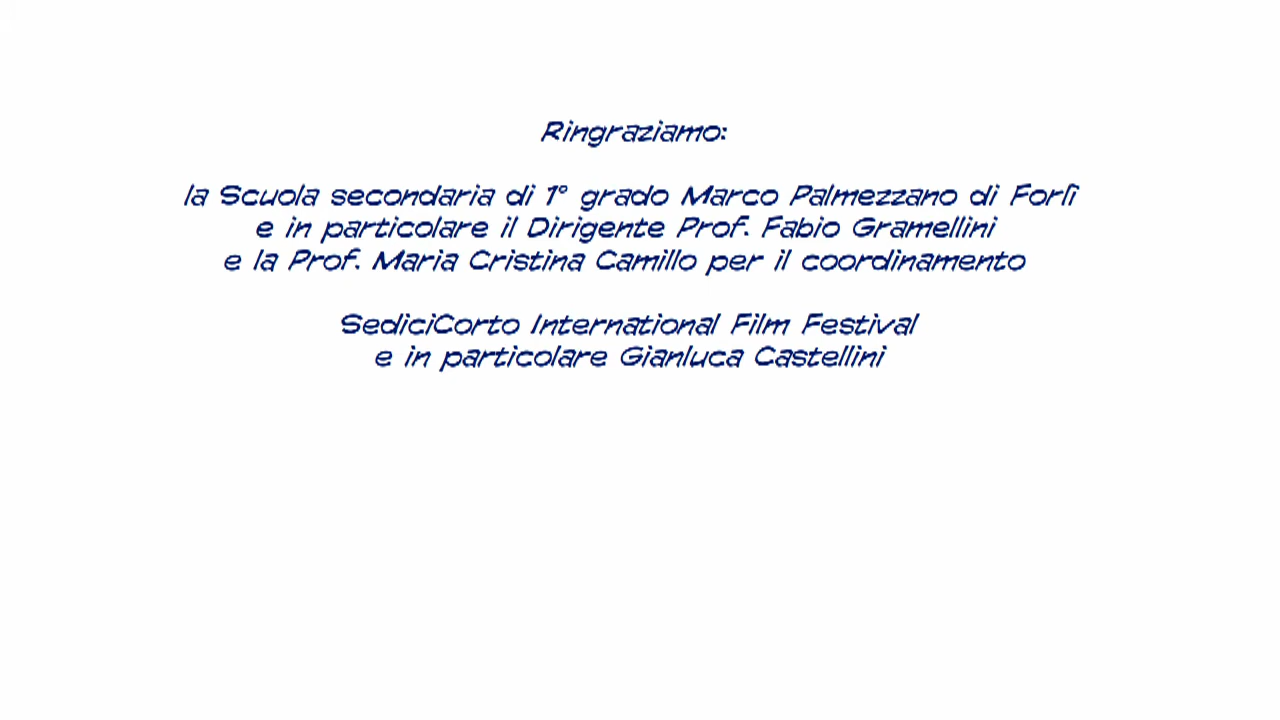 Ringraziamo:
la Scuola secondaria di 1° grado Marco Palmezzano di Forlì
e in particolare il Dirigente Prof. Fabio Gramellini
e la Prof. Maria Cristina Camillo per il coordinamento
SediciCorto International Film Festival
e in particolare Gianluca Castellini